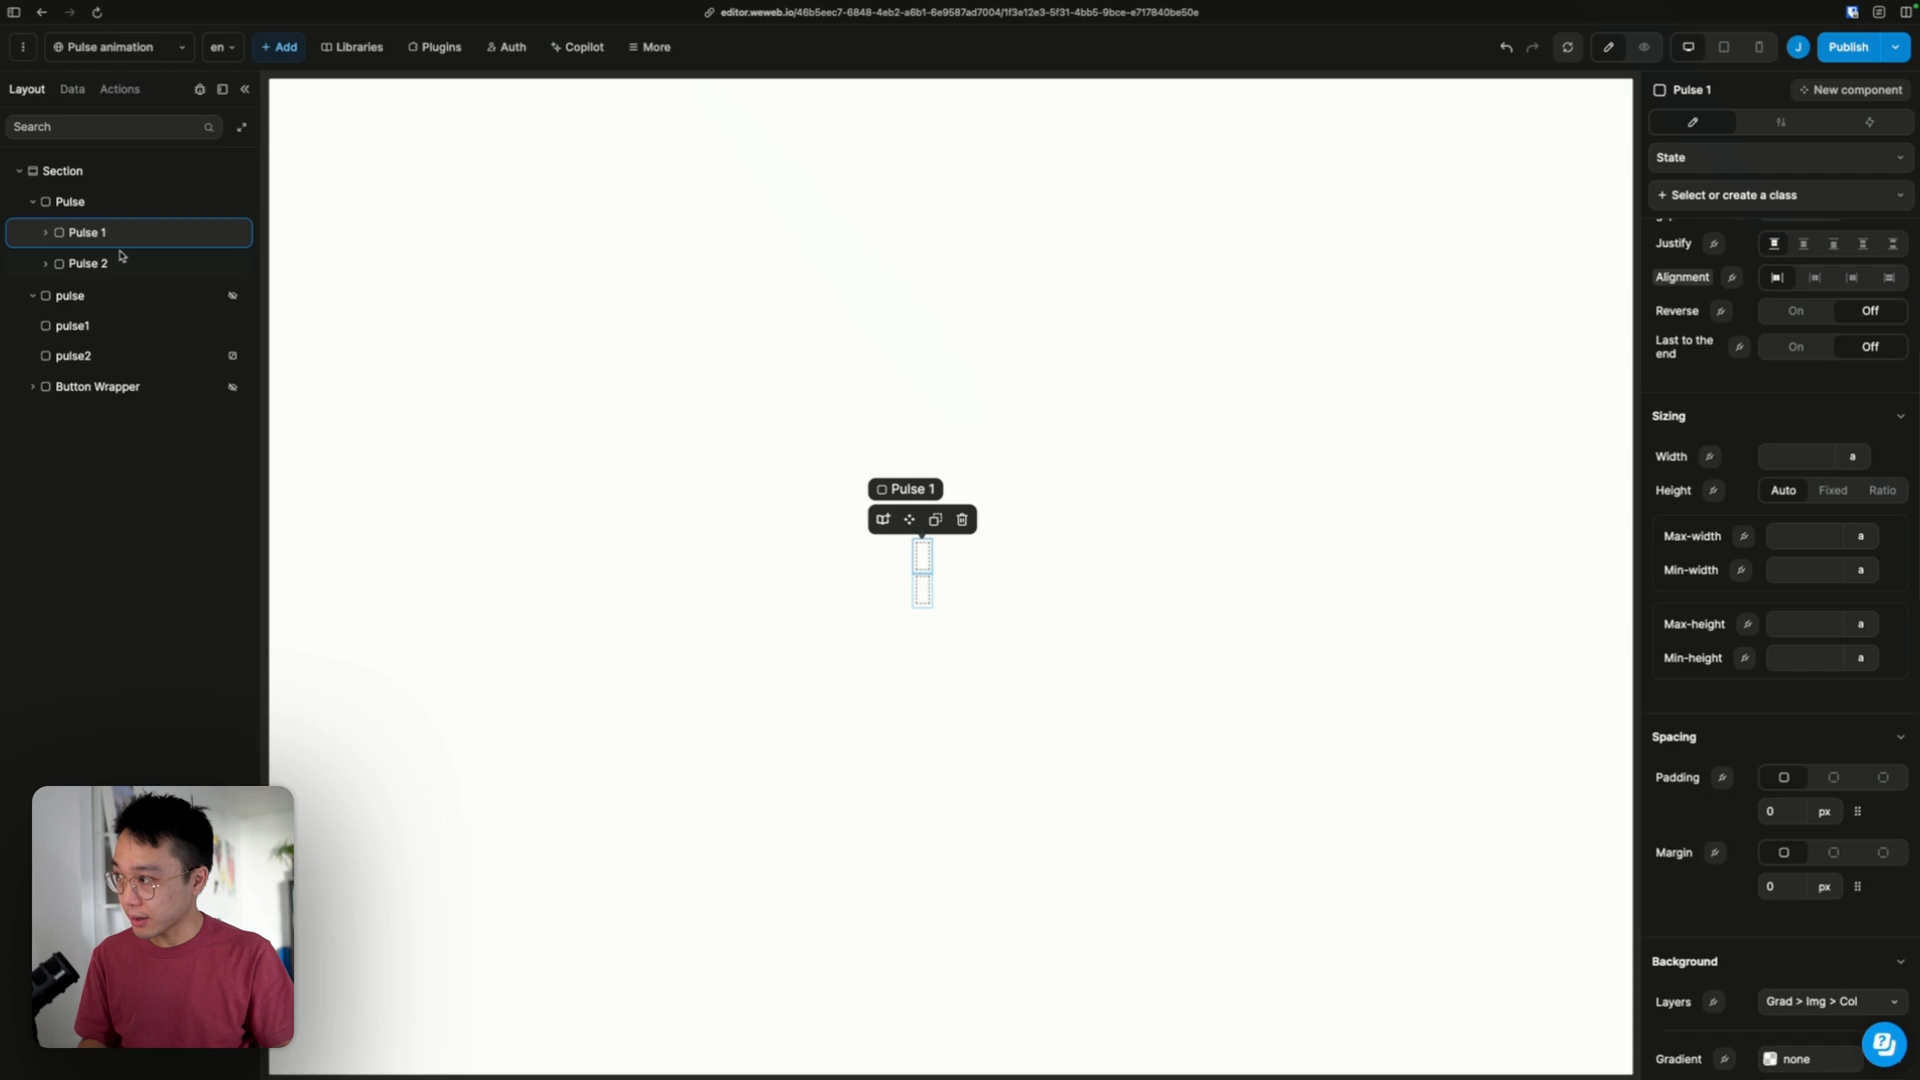 editor.weweb.io/46b5eec7-6848-4eb2-a6b1-6e9587ad7004/1f3e12e3-5f31-4bb5-9bce-e717840be50e
Pulse animation
en
+ Add
Libraries
Plugins
Auth
Copilot
More
J
Publish
Layout
Data
Actions
Search
Section
Pulse
Pulse 1
Pulse 2
pulse
pulse1
pulse2
Button Wrapper
Pulse 1
Pulse 1
New component
State
+ Select or create a class
Justify
Alignment
Reverse
On
Off
Last to the
end
On
Off
Sizing
Width
a
Height
Auto
Fixed
Ratio
Max-width
a
Min-width
a
Max-height
a
Min-height
a
Spacing
Padding
0
px
Margin
0
px
Background
Layers
Grad > Img > Col
Gradient
none